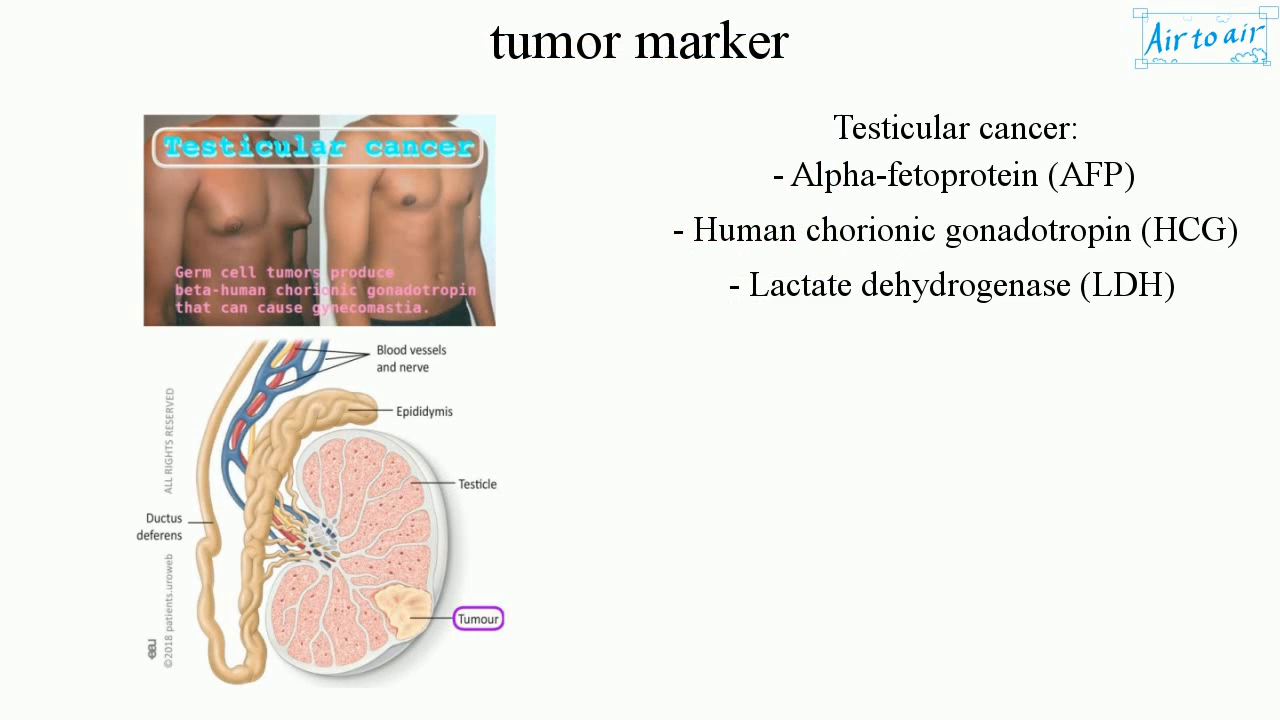 tumor marker
Air to air
Testicular cancer
Germ cell tumors produce
beta-human chorionic gonadotropin
that can cause gynecomastia.
Testicular cancer:
- Alpha-fetoprotein (AFP)
- Human chorionic gonadotropin (HCG)
- Lactate dehydrogenase (LDH)
Blood vessels
and nerve
Epididymis
Testicle
Ductus
deferens
Tumour
ALL RIGHTS RESERVED
©2018 patients.uroweb
eau